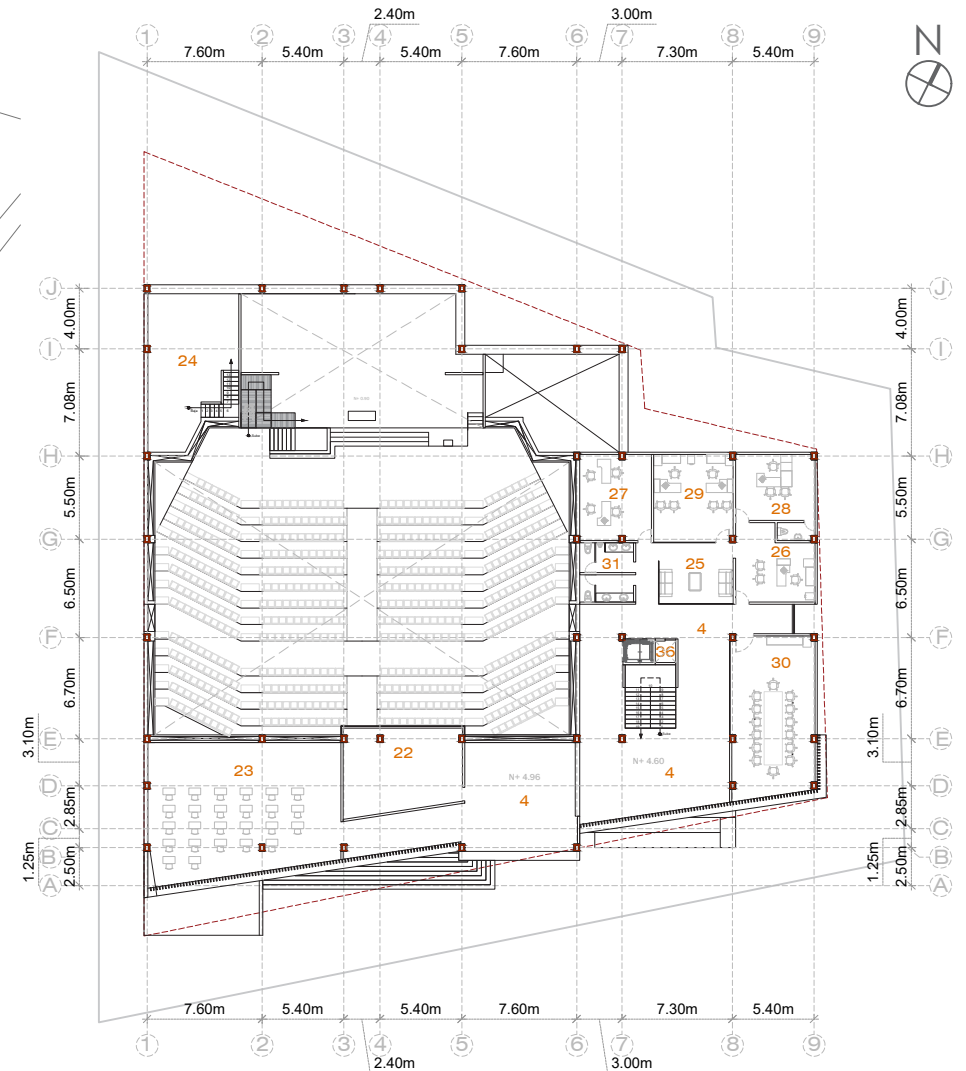 2.40m
3.00m
N
1
2
3
4
5
6
7
8
9
7.60m
5.40m
5.40m
7.60m
7.30m
5.40m
J
J
4.00m
4.00m
I
I
24
7.08m
7.08m
H
H
27
29
28
5.50m
5.50m
G
G
31
25
26
6.50m
6.50m
4
F
F
36
30
6.70m
6.70m
E
E
3.10m
3.10m
22
23
N+ 4.96
N+ 4.60
4
4
D
D
2.85m
2.85m
C
C
B
B
1.25m
2.50m
1.25m
2.50m
A
A
7.60m
5.40m
5.40m
7.60m
7.30m
5.40m
1
2
3
4
5
6
7
8
9
2.40m
3.00m